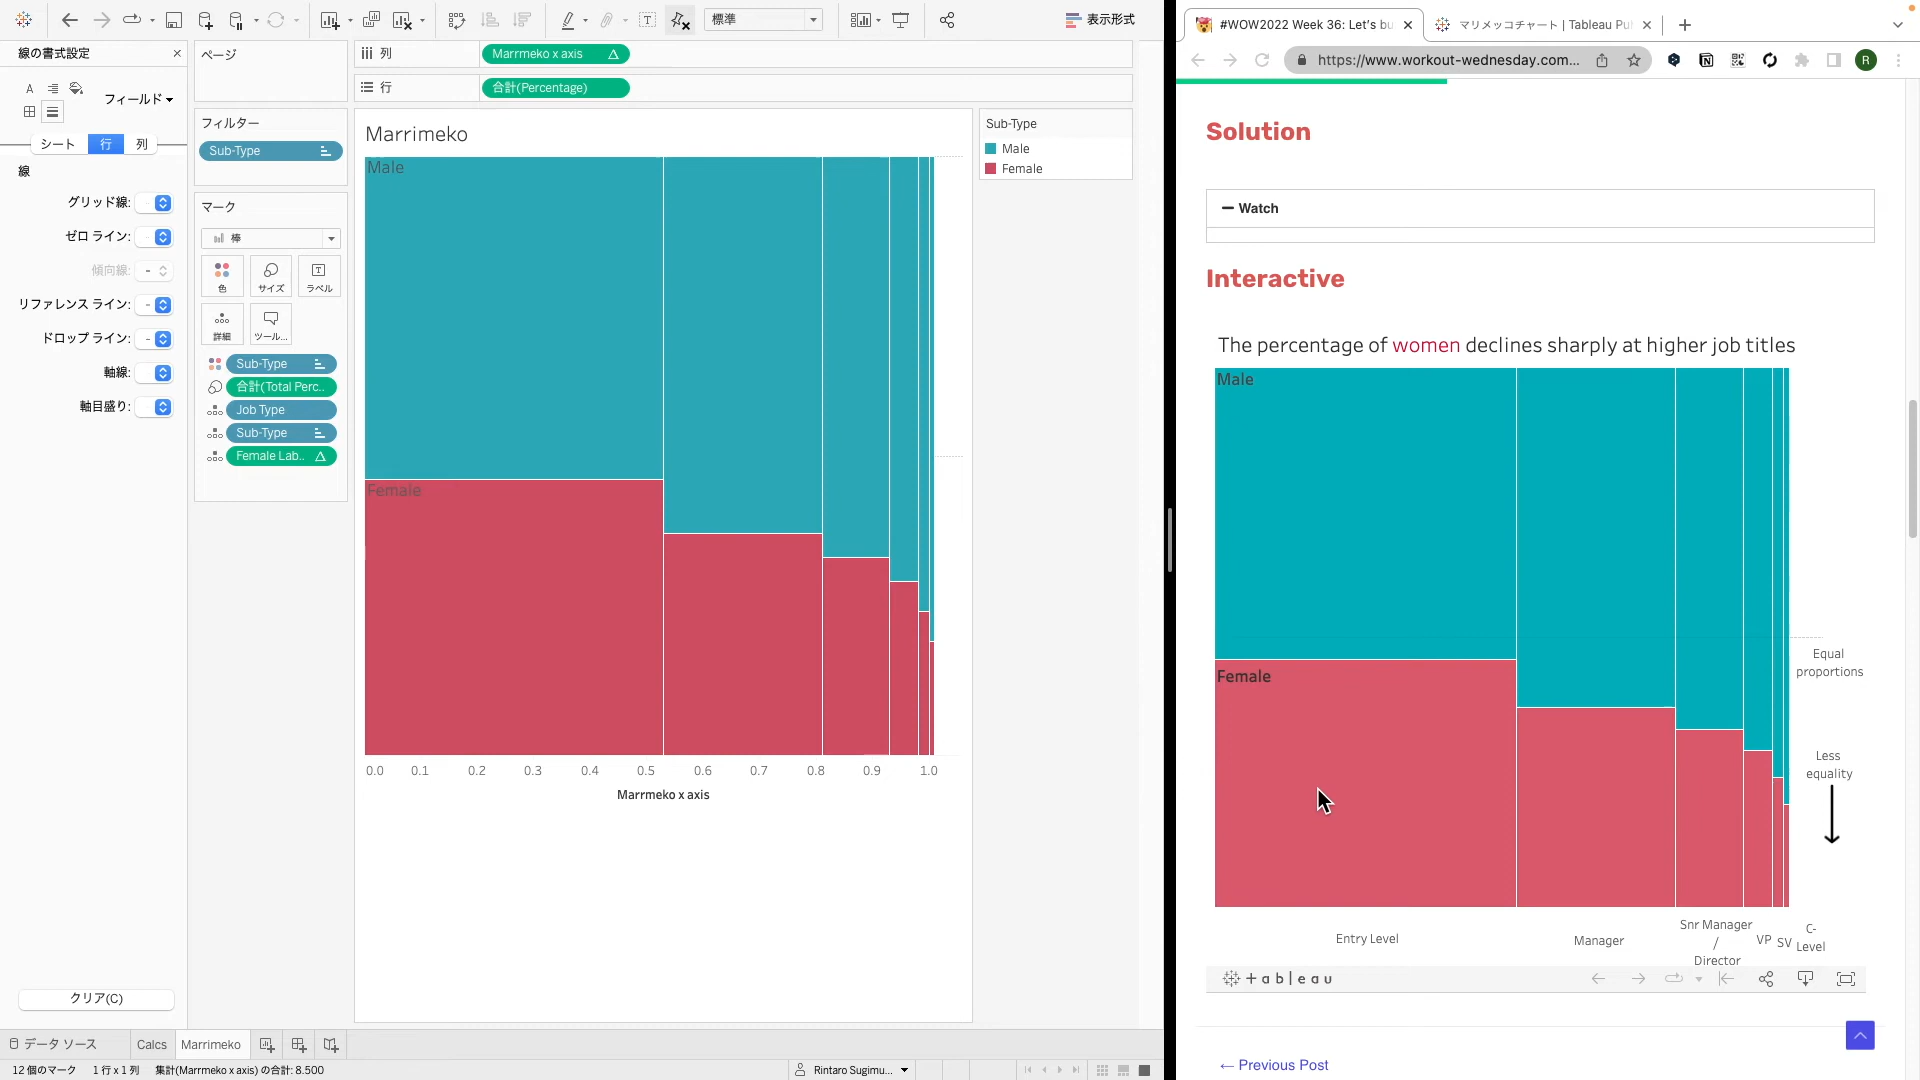 標準
表示形式
線の書式設定
フィールド
シート
行
列
線
グリッド線:
ゼロ ライン:
傾向線:
リファレンス ライン:
ドロップ ライン:
軸線:
軸目盛り:
クリア(C)
ページ
フィルター
Sub-Type
マーク
棒
色
サイズ
ラベル
詳細
ツール...
Sub-Type
合計(Total Perc..
Job Type
Sub-Type
Female Lab..
列
Marrmeko x axis
行
合計(Percentage)
Marrimeko
Male
Female
0.0 0.1 0.2 0.3 0.4 0.5 0.6 0.7 0.8 0.9 1.0
Marrmeko x axis
Sub-Type
Male
Female
データ ソース
Calcs
Marrimeko
12 個のマーク
1 行 x 1 列
集計(Marrmeko x axis) の合計: 8.500
Rintaro Sugimu...
#WOW2022 Week 36: Let's bu
マリメッコチャート | Tableau Pu
https://www.workout-wednesday.com...
R
Solution
Watch
Interactive
The percentage of women declines sharply at higher job titles
Male
Female
Equal
proportions
Less
equality
Entry Level
Manager
Snr Manager
/
Director
VP
SV
C-
Level
+ a b | e a u
← Previous Post